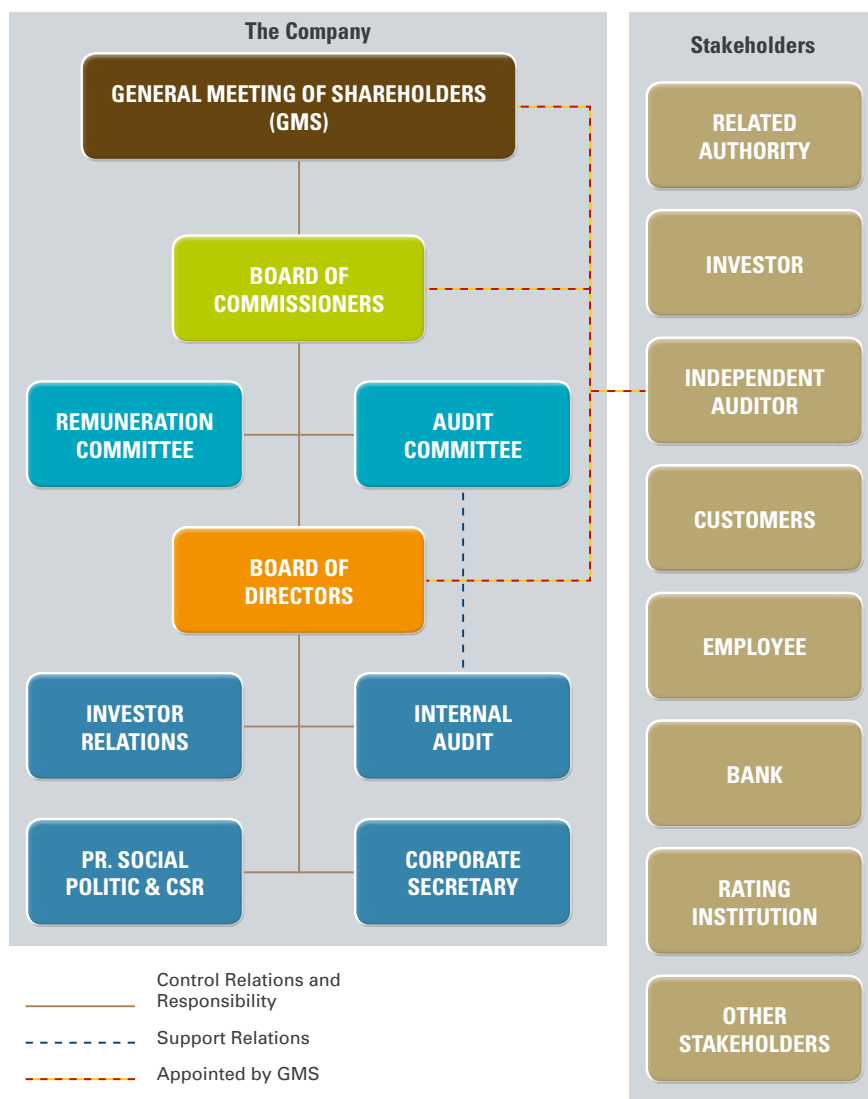 The Company
GENERAL MEETING OF SHAREHOLDERS
(GMS)
BOARD OF
COMMISSIONERS
REMUNERATION
COMMITTEE
AUDIT
COMMITTEE
BOARD OF
DIRECTORS
INVESTOR
RELATIONS
INTERNAL
AUDIT
PR. SOCIAL
POLITIC & CSR
CORPORATE
SECRETARY
Control Relations and
Responsibility
Support Relations
Appointed by GMS
Stakeholders
RELATED
AUTHORITY
INVESTOR
INDEPENDENT
AUDITOR
CUSTOMERS
EMPLOYEE
BANK
RATING
INSTITUTION
OTHER
STAKEHOLDERS